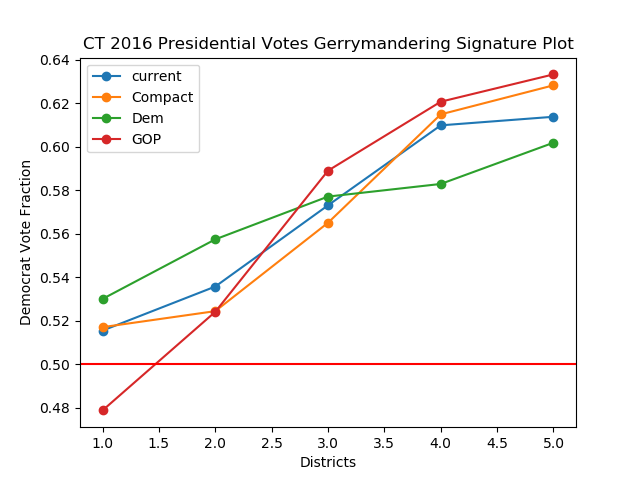 CT 2016 Presidential Votes Gerrymandering Signature Plot
0.64
0.62
0.60
0.58
0.56
0.54
0.52
0.50
0.48
Democrat Vote Fraction
current
Compact
Dem
GOP
1.0 1.5 2.0 2.5 3.0 3.5 4.0 4.5 5.0
Districts